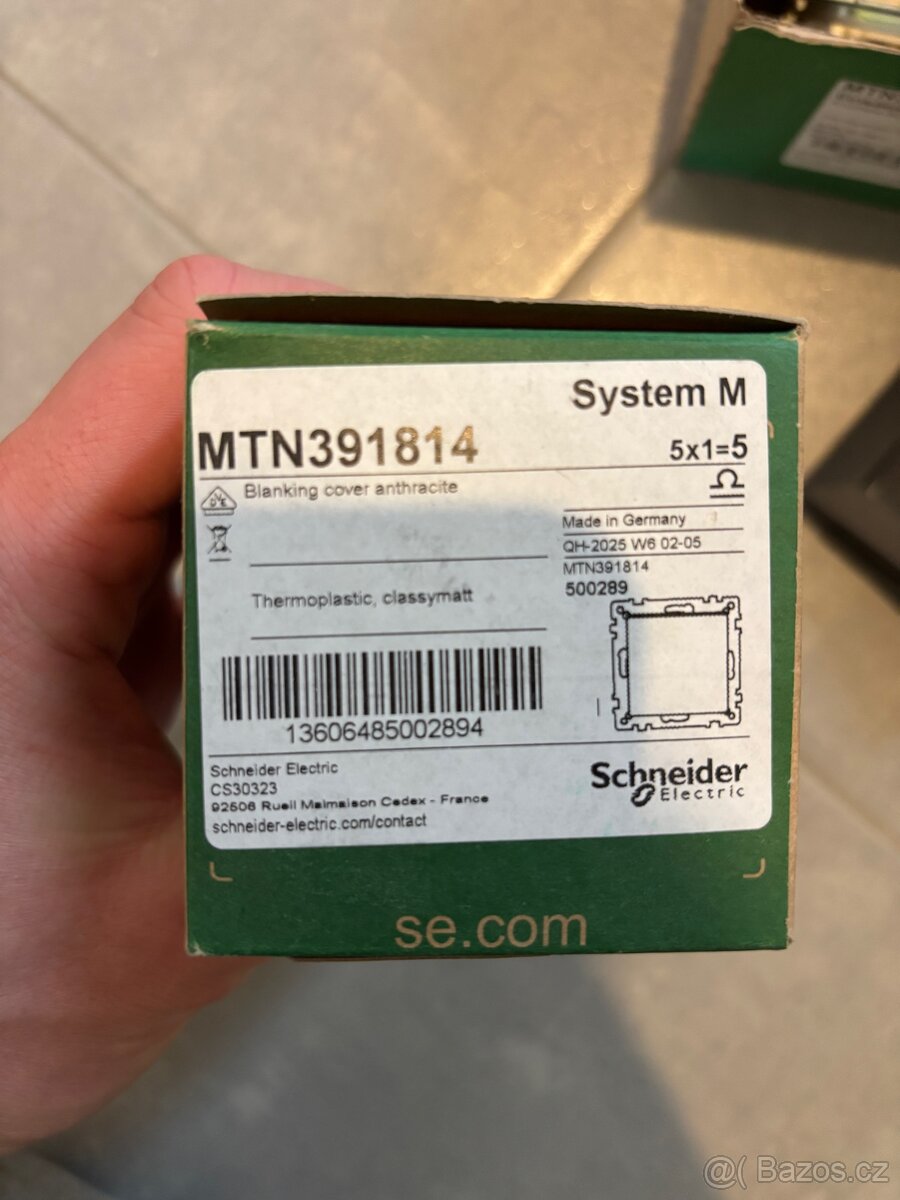 System M
MTN391814
5x1=5
Blanking cover anthracite
Made in Germany
QH-2025 W6 02-05
MTN391814
500289
Thermoplastic, classymatt
13606485002894
Schneider Electric
CS30323
92506 Rueil Malmaison Cedex - France
schneider-electric.com/contact
Schneider
Electric
se.com
MTN
@( Bazos.cz